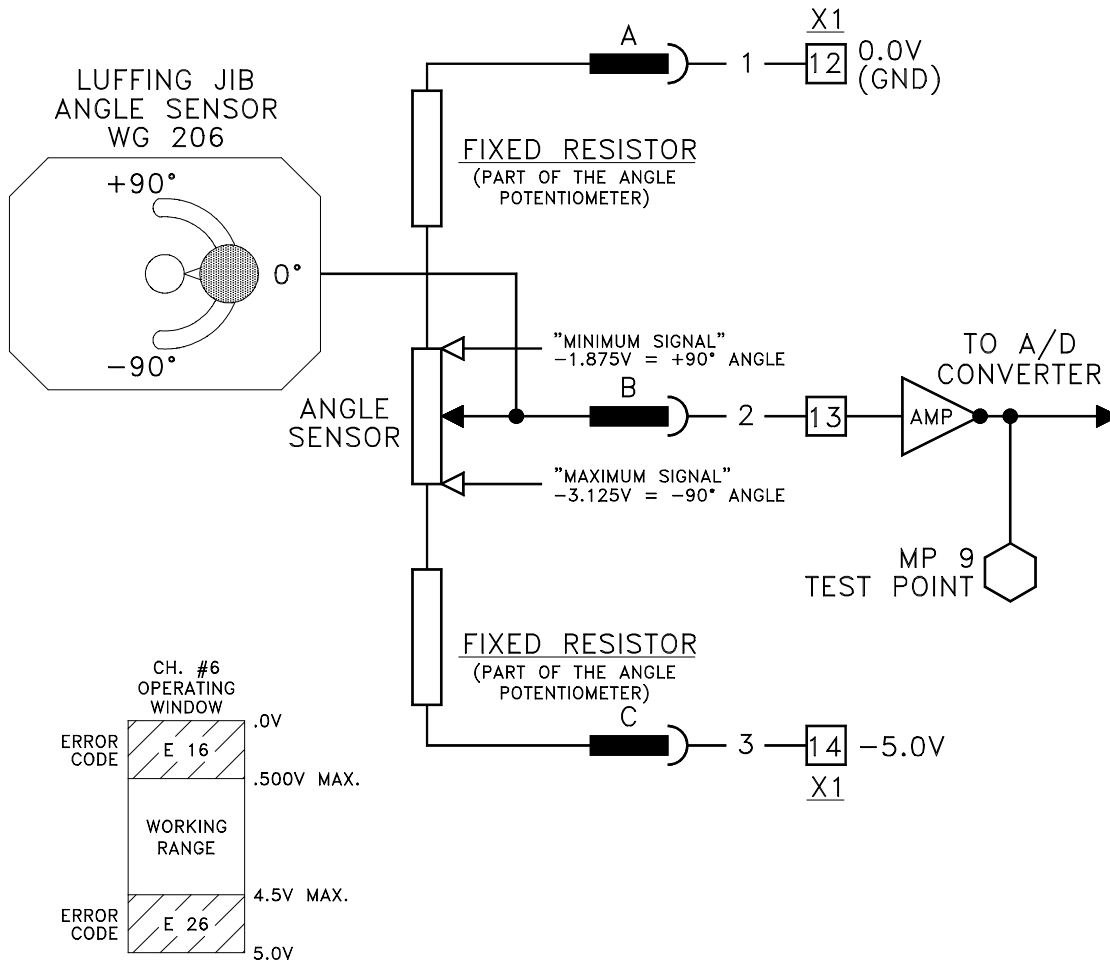 LUFFING JIB
ANGLE SENSOR
WG 206
+90°
0°
−90°
A
1
X1
12
0.0V
(GND)
FIXED RESISTOR
(PART OF THE ANGLE
POTENTIOMETER)
"MINIMUM SIGNAL"
−1.875V = +90° ANGLE
ANGLE
SENSOR
B
2
13
AMP
TO A/D
CONVERTER
"MAXIMUM SIGNAL"
−3.125V = −90° ANGLE
MP 9
TEST POINT
FIXED RESISTOR
(PART OF THE ANGLE
POTENTIOMETER)
C
3
14
−5.0V
X1
CH. #6
OPERATING
WINDOW
.0V
ERROR
CODE
E 16
.500V MAX.
WORKING
RANGE
4.5V MAX.
ERROR
CODE
E 26
5.0V